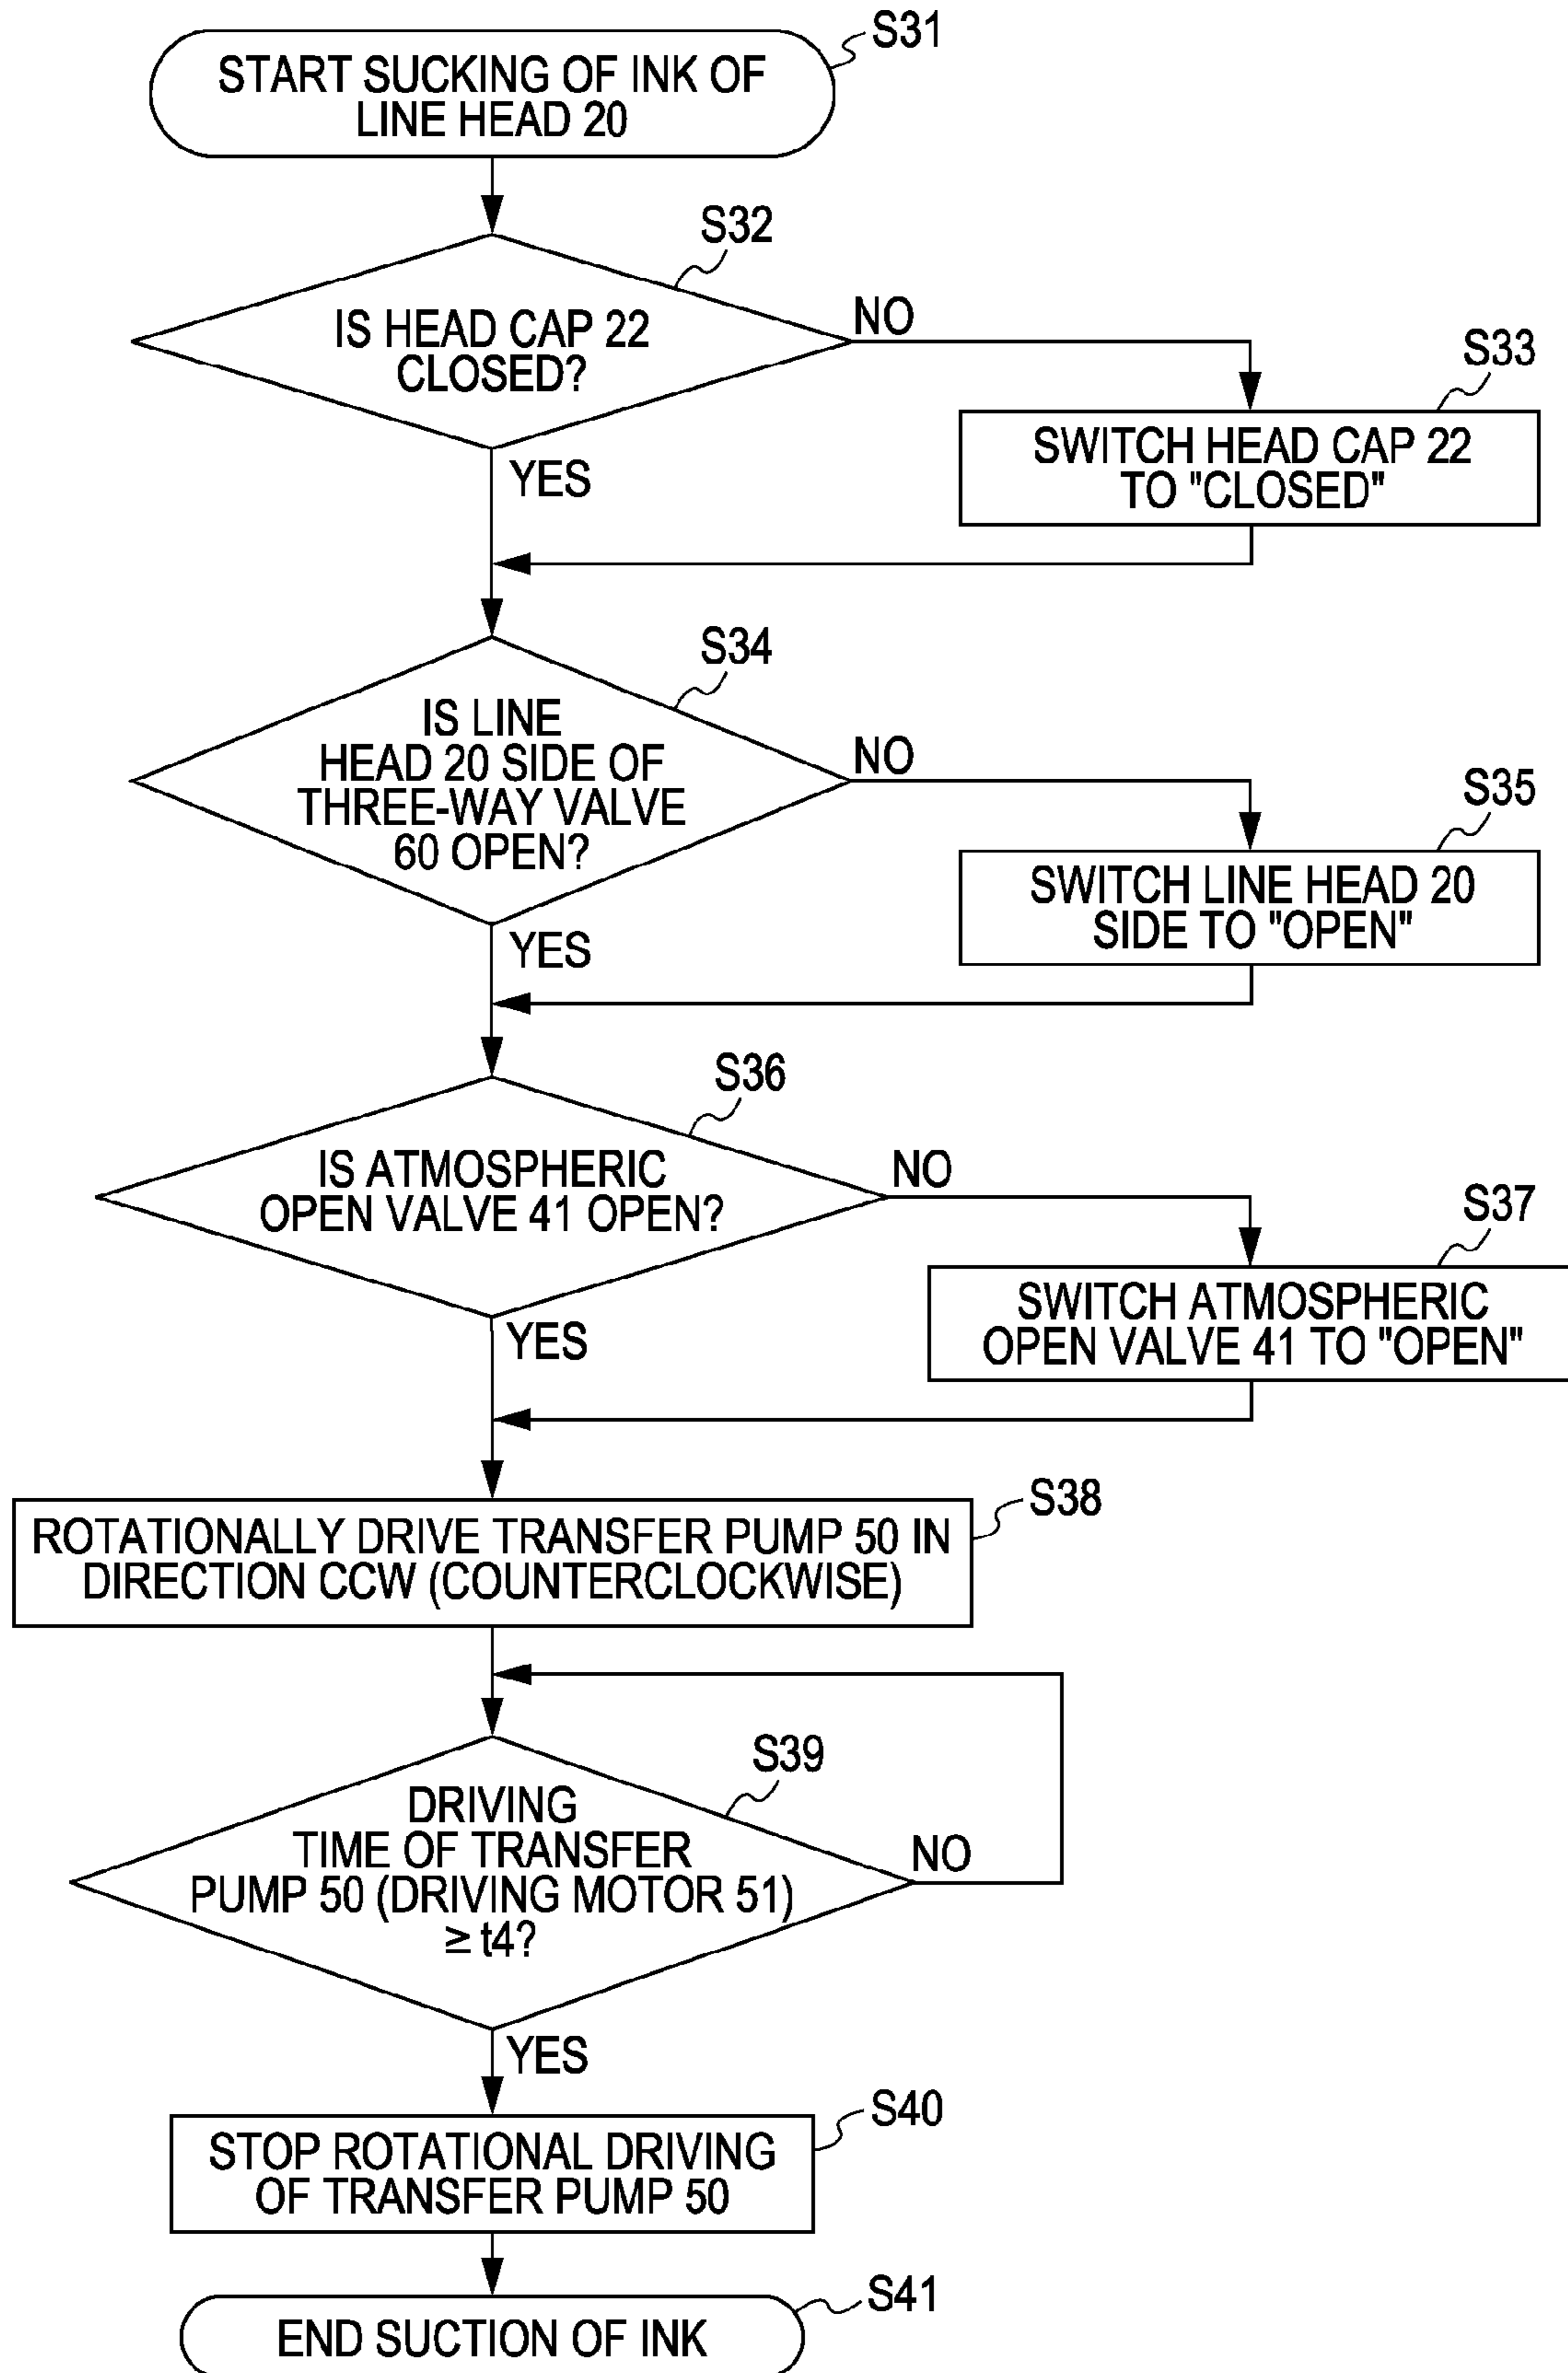 S31
START SUCKING OF INK OF
LINE HEAD 20
S32
IS HEAD CAP 22
CLOSED?
NO
YES
S33
SWITCH HEAD CAP 22
TO "CLOSED"
S34
IS LINE
HEAD 20 SIDE OF
THREE-WAY VALVE
60 OPEN?
NO
YES
S35
SWITCH LINE HEAD 20
SIDE TO "OPEN"
S36
IS ATMOSPHERIC
OPEN VALVE 41 OPEN?
NO
YES
S37
SWITCH ATMOSPHERIC
OPEN VALVE 41 TO "OPEN"
S38
ROTATIONALLY DRIVE TRANSFER PUMP 50 IN
DIRECTION CCW (COUNTERCLOCKWISE)
S39
DRIVING
TIME OF TRANSFER
PUMP 50 (DRIVING MOTOR 51)
≥ t4?
NO
YES
S40
STOP ROTATIONAL DRIVING
OF TRANSFER PUMP 50
S41
END SUCTION OF INK